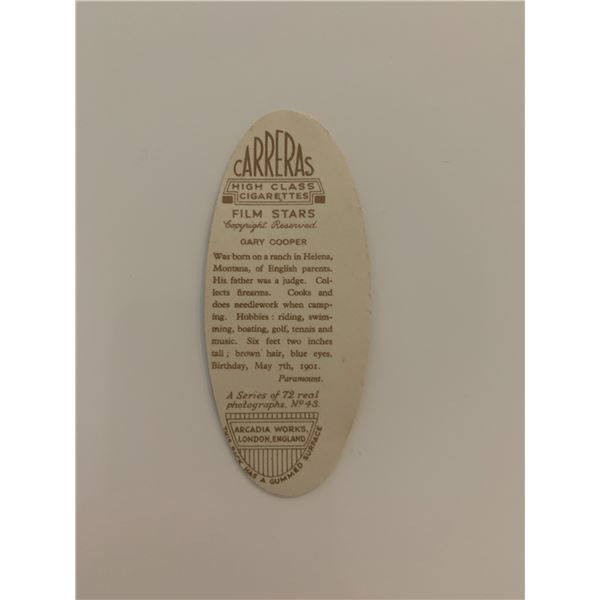 CARRERAS
HIGH CLASS
CIGARETTES
FILM STARS
Copyright Reserved.
GARY COOPER
Was born on a ranch in Helena,
Montana, of English parents.
His father was a judge. Col-
lects firearms. Cooks and
does needlework when camp-
ing. Hobbies: riding, swim-
ming, boating, golf, tennis and
music. Six feet two inches
tall; brown hair, blue eyes.
Birthday, May 7th, 1901.
Paramount.
A Series of 72 real
photographs, Nº 43.
ARCADIA WORKS,
LONDON, ENGLAND
THIS BACK HAS A GUMMED SURFACE